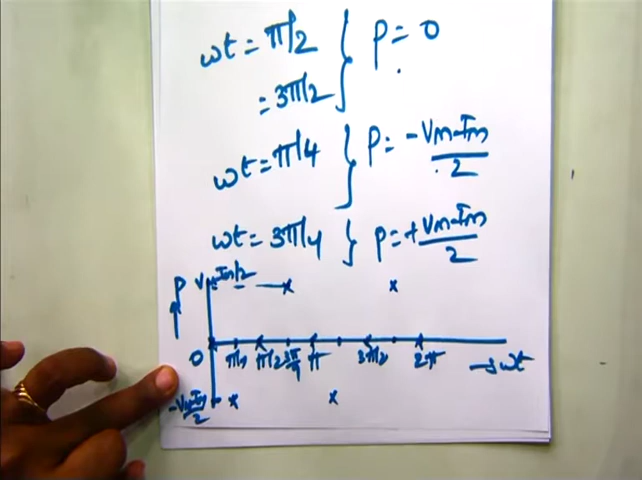 ωt = π/2 } P = 0
= 3π/2
ωt = π/4 } P = -VmIm/2
ωt = 3π/4 } P = +VmIm/2
P VmIm/2
0 π/4 π/2 3π/4 π 3π/2 2π → ωt
-VmIm/2